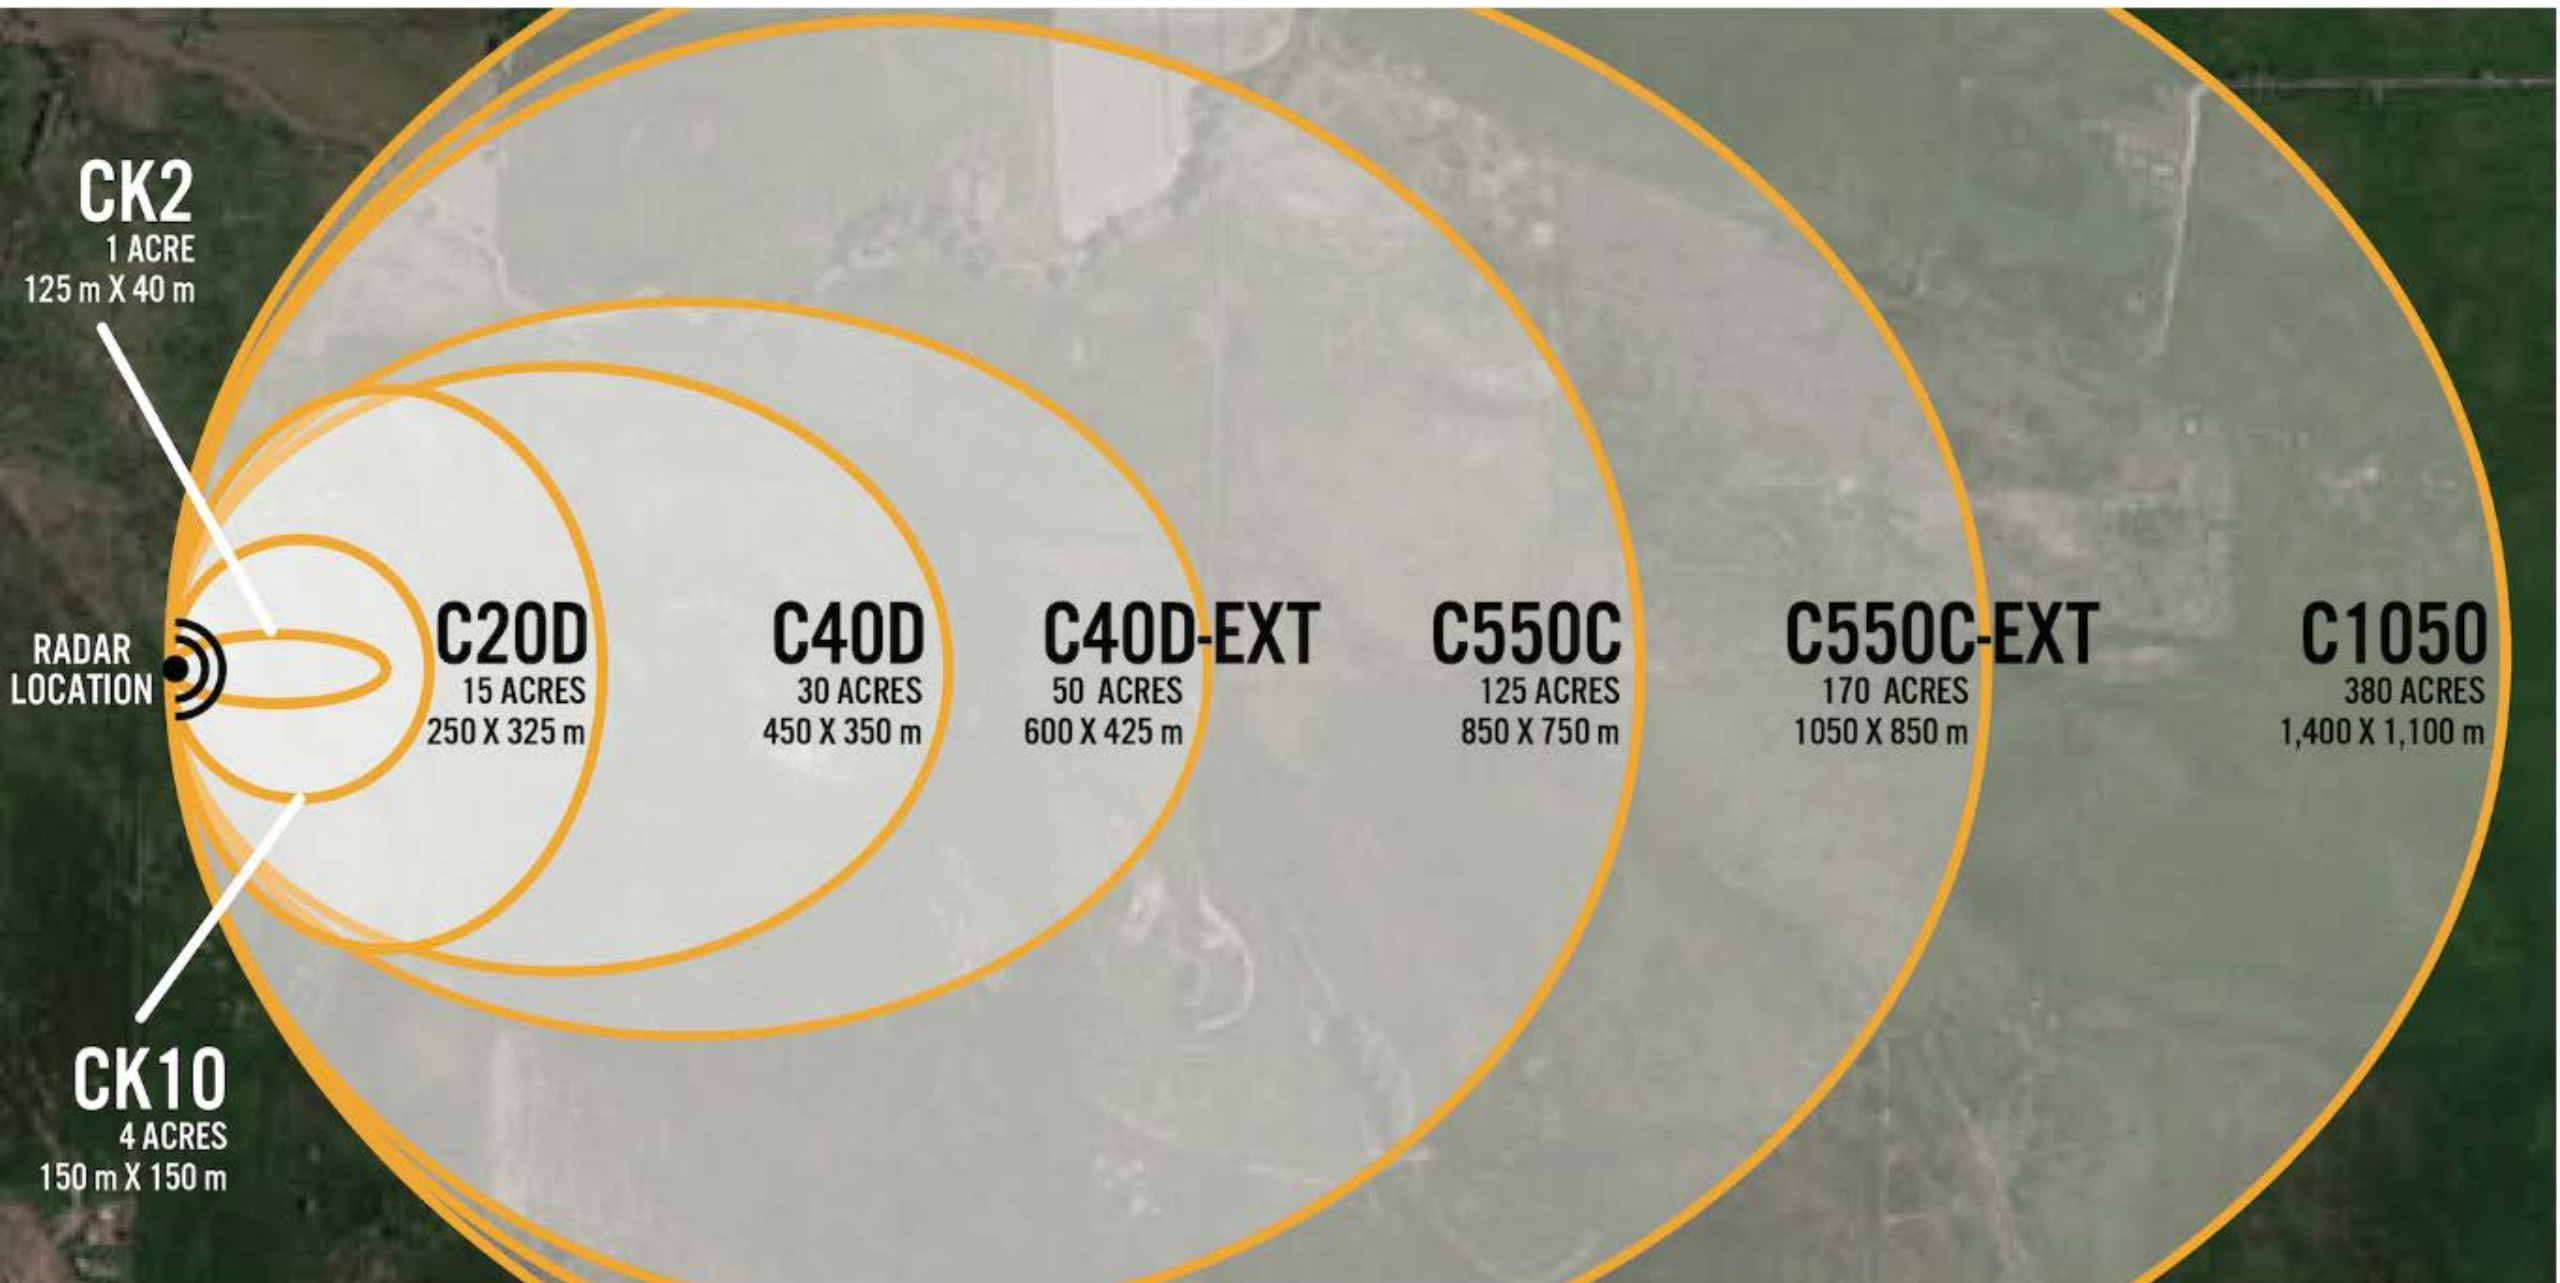 CK2
1 ACRE
125 m X 40 m
RADAR
LOCATION
CK10
4 ACRES
150 m X 150 m
C20D
15 ACRES
250 X 325 m
C40D
30 ACRES
450 X 350 m
C40D-EXT
50 ACRES
600 X 425 m
C550C
125 ACRES
850 X 750 m
C550C-EXT
170 ACRES
1050 X 850 m
C1050
380 ACRES
1,400 X 1,100 m